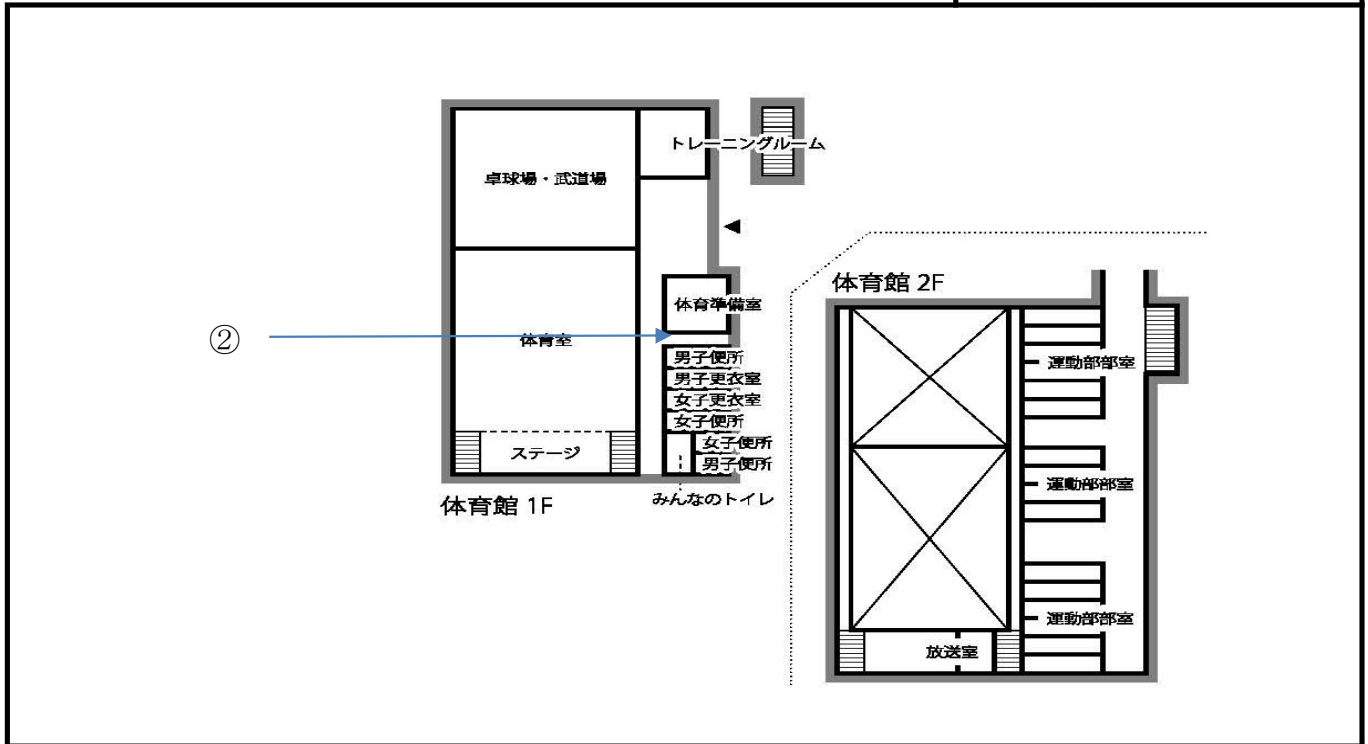 トレーニングルーム
卓球場・武道場
体育準備室
②
体育室
男子便所
男子更衣室
女子更衣室
女子便所
女子便所
ステージ
男子便所
みんなのトイレ
体育館 1F
体育館 2F
運動部部室
運動部部室
運動部部室
放送室